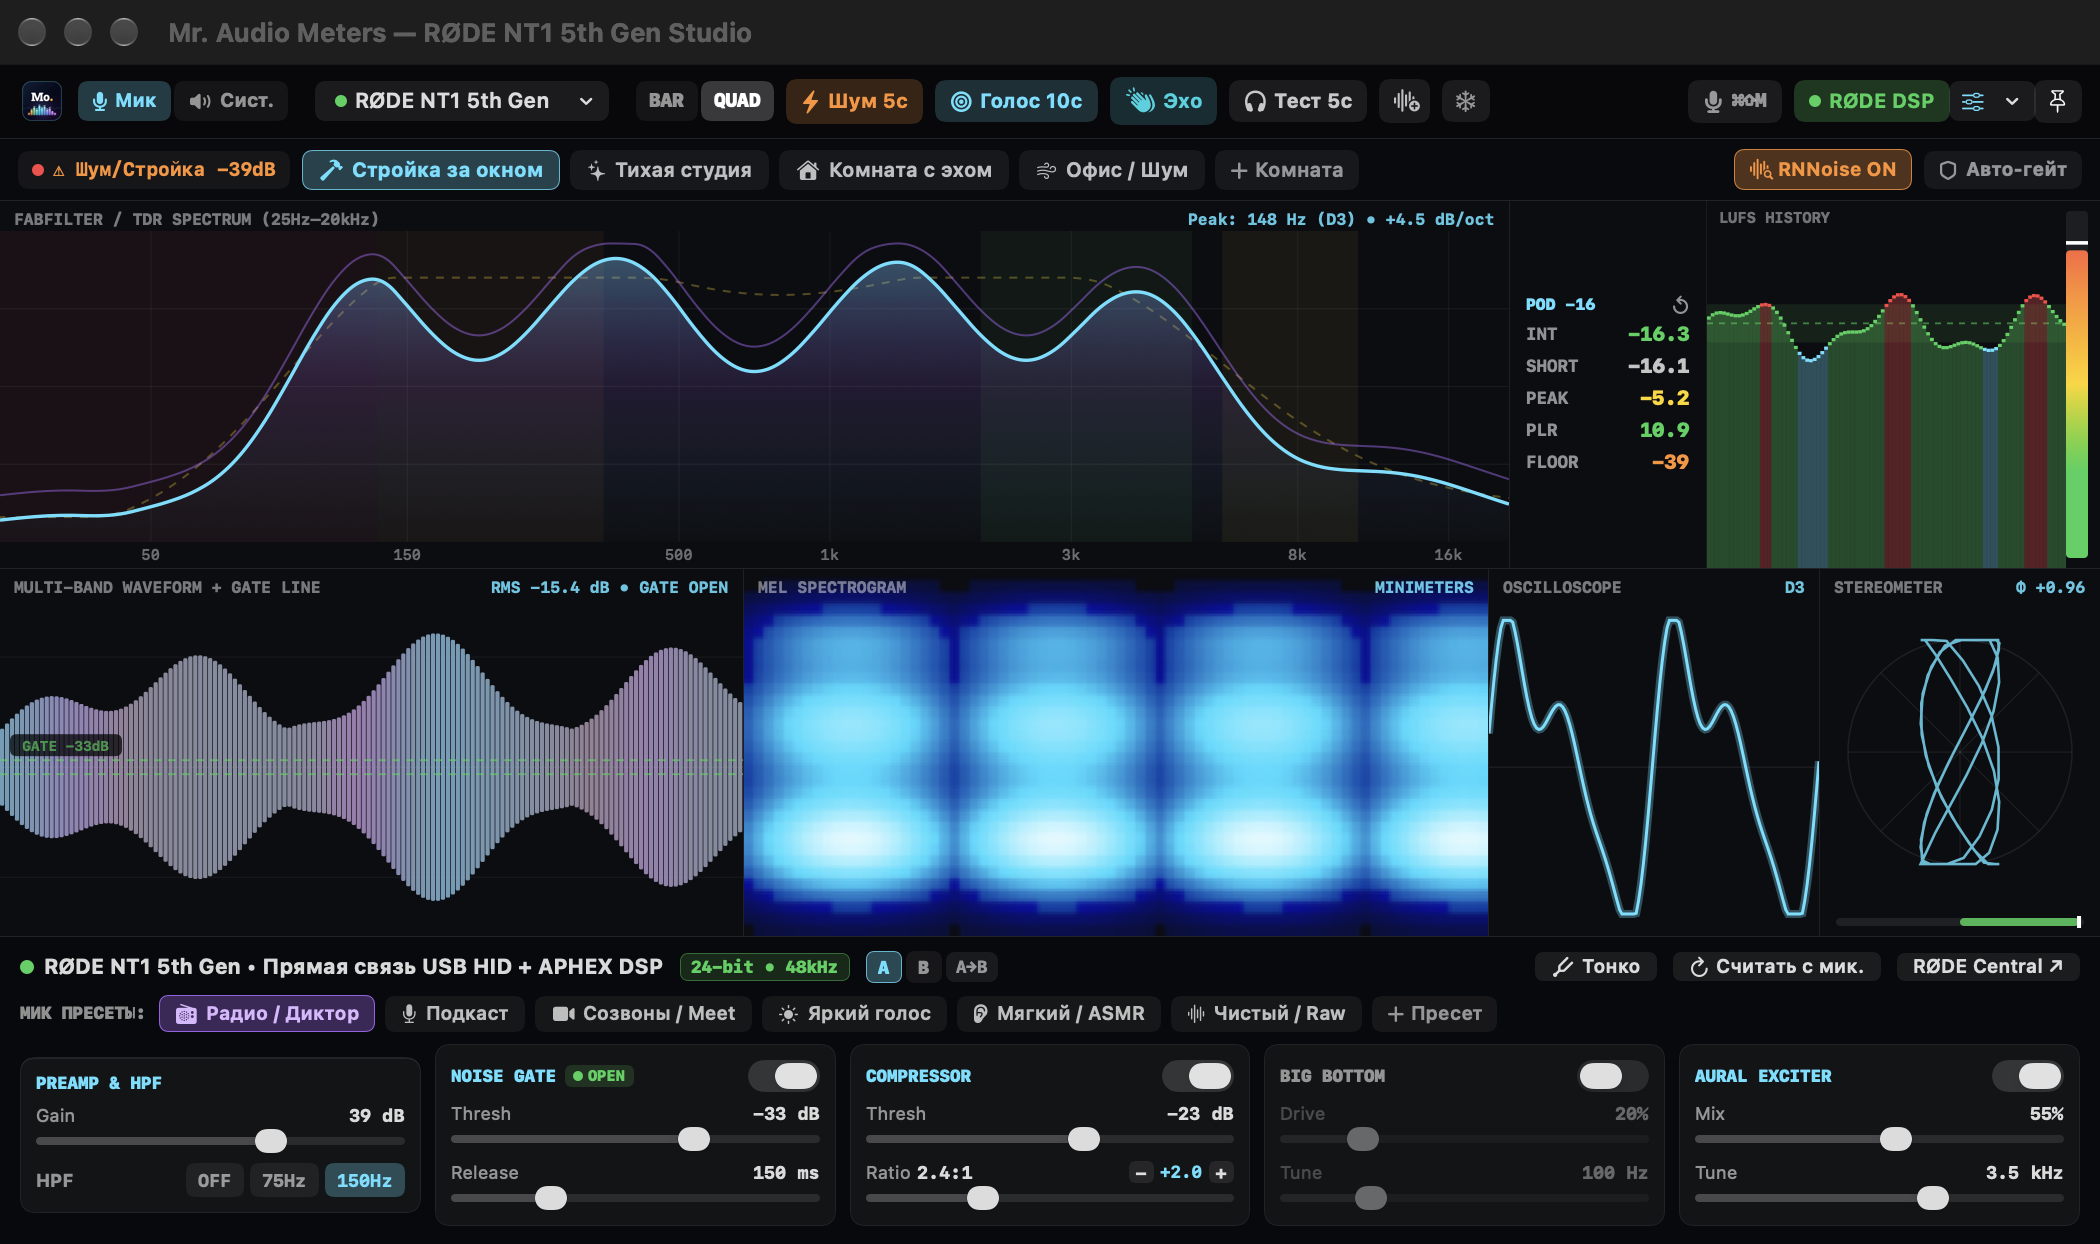 Mr. Audio Meters — RØDE NT1 5th Gen Studio
Mo. Мик Сист. RØDE NT1 5th Gen BAR QUAD Шум 5с Голос 10с Эхо Тест 5с ⌘⌥M RØDE DSP
⚠ Шум/Стройка −39dB Стройка за окном Тихая студия Комната с эхом Офис / Шум + Комната RNNoise ON Авто-гейт
FABFILTER / TDR SPECTRUM (25Hz–20kHz) Peak: 148 Hz (D3) • +4.5 dB/oct
50 150 500 1k 3k 8k 16k
POD −16
INT −16.3
SHORT −16.1
PEAK −5.2
PLR 10.9
FLOOR −39
LUFS HISTORY
MULTI-BAND WAVEFORM + GATE LINE RMS −15.4 dB • GATE OPEN
GATE −33dB
MEL SPECTROGRAM MINIMETERS
OSCILLOSCOPE D3
STEREOMETER Φ +0.96
RØDE NT1 5th Gen • Прямая связь USB HID + APHEX DSP 24-bit • 48kHz A B A→B Тонко Считать с мик. RØDE Central ↗
МИК ПРЕСЕТЫ: Радио / Диктор Подкаст Созвоны / Meet Яркий голос Мягкий / ASMR Чистый / Raw + Пресет
PREAMP & HPF
Gain 39 dB
HPF OFF 75Hz 150Hz
NOISE GATE OPEN
Thresh −33 dB
Release 150 ms
COMPRESSOR
Thresh −23 dB
Ratio 2.4:1 − +2.0 +
BIG BOTTOM
Drive 20%
Tune 100 Hz
AURAL EXCITER
Mix 55%
Tune 3.5 kHz